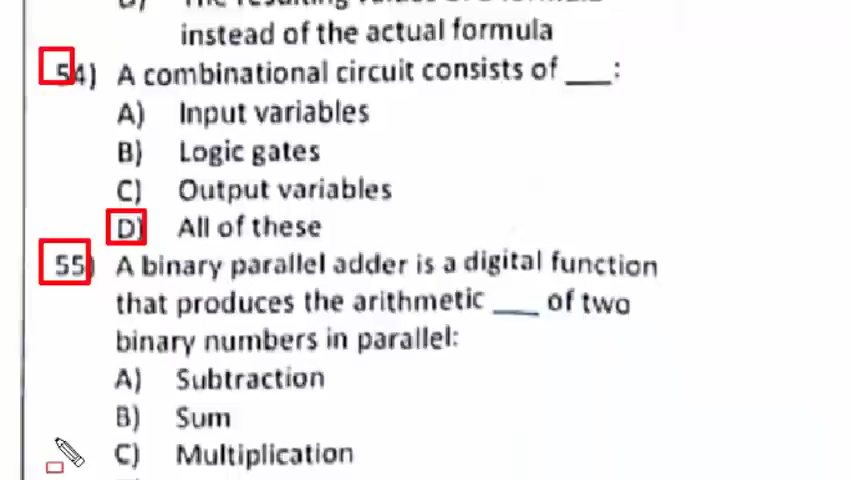 instead of the actual formula
54) A combinational circuit consists of ___:
A) Input variables
B) Logic gates
C) Output variables
D) All of these
55) A binary parallel adder is a digital function
that produces the arithmetic ___ of two
binary numbers in parallel:
A) Subtraction
B) Sum
C) Multiplication